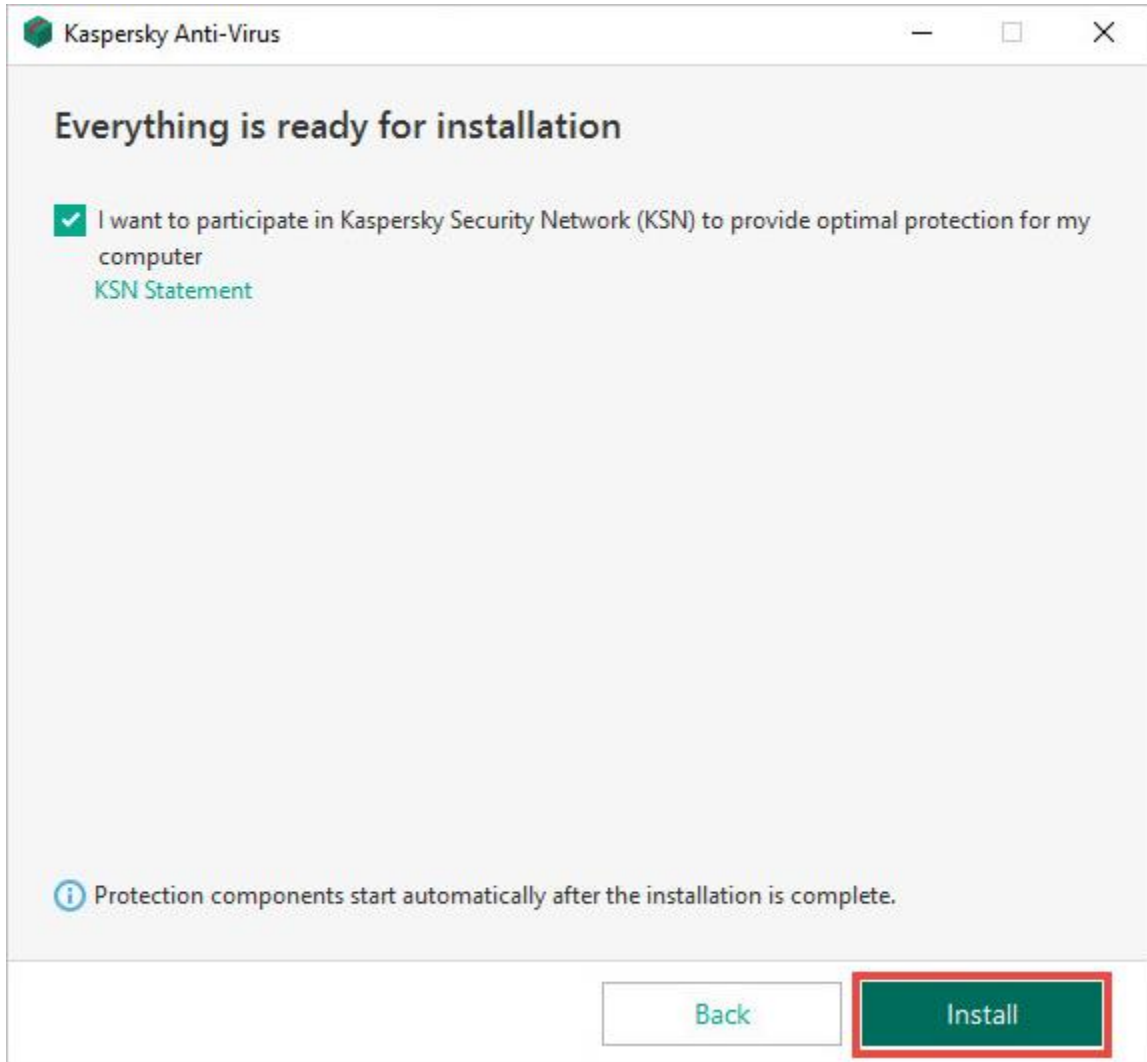 Kaspersky Anti-Virus
Everything is ready for installation
I want to participate in Kaspersky Security Network (KSN) to provide optimal protection for my
computer
KSN Statement
Protection components start automatically after the installation is complete.
Back
Install